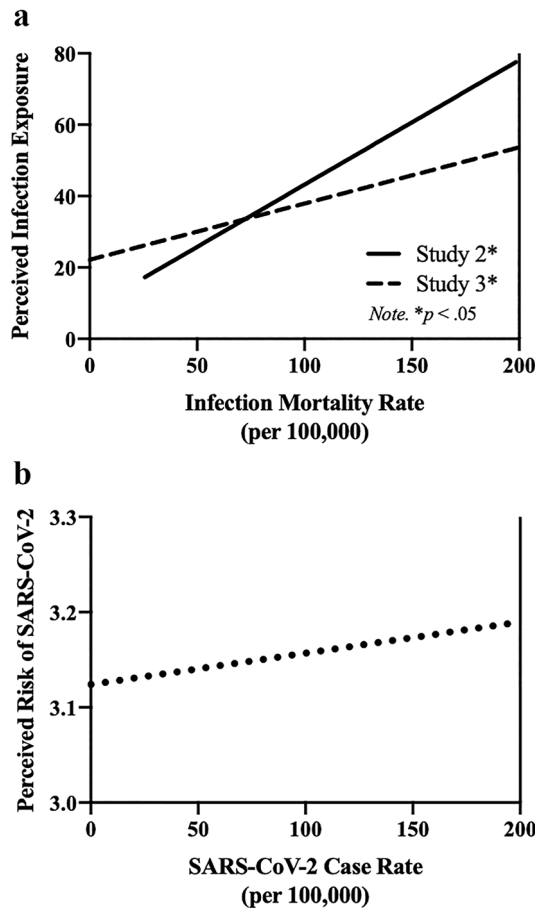 a
Perceived Infection Exposure
80
60
40
20
0
Study 2*
Study 3*
Note. *p < .05
0 50 100 150 200
Infection Mortality Rate
(per 100,000)
b
Perceived Risk of SARS-CoV-2
3.3
3.2
3.1
3.0
0 50 100 150 200
SARS-CoV-2 Case Rate
(per 100,000)